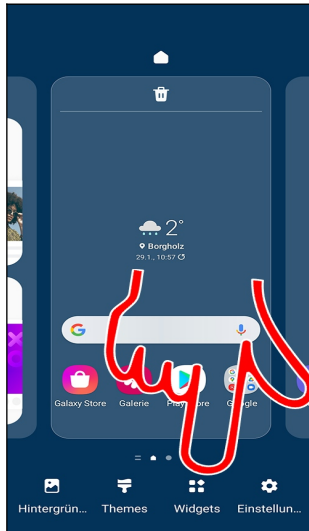 2°
Borgholz
29.1., 10:57
Galaxy Store Galerie Play Store Google
Hintergrün... Themes Widgets Einstellun...